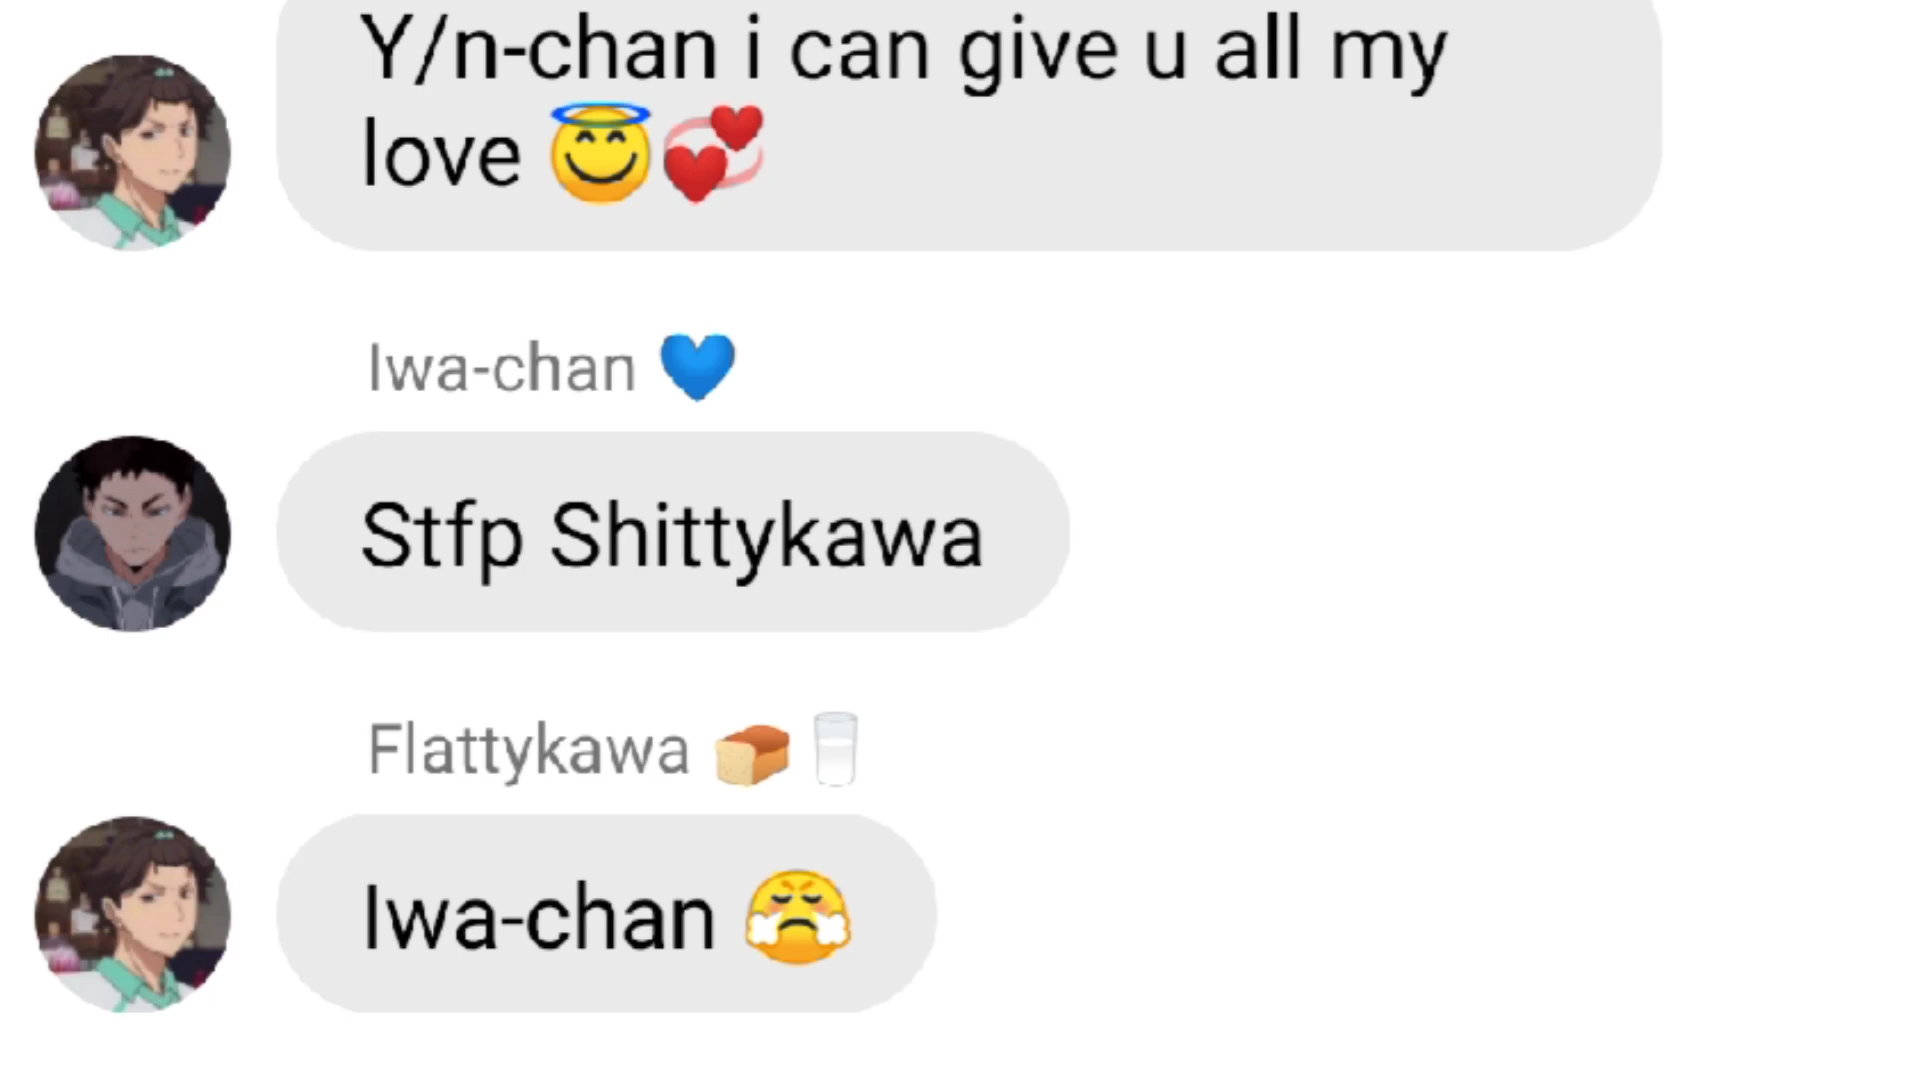 Y/n-chan i can give u all my
love 😇💞
Iwa-chan 💙
Stfp Shittykawa
Flattykawa 🍞🥛
Iwa-chan 😤